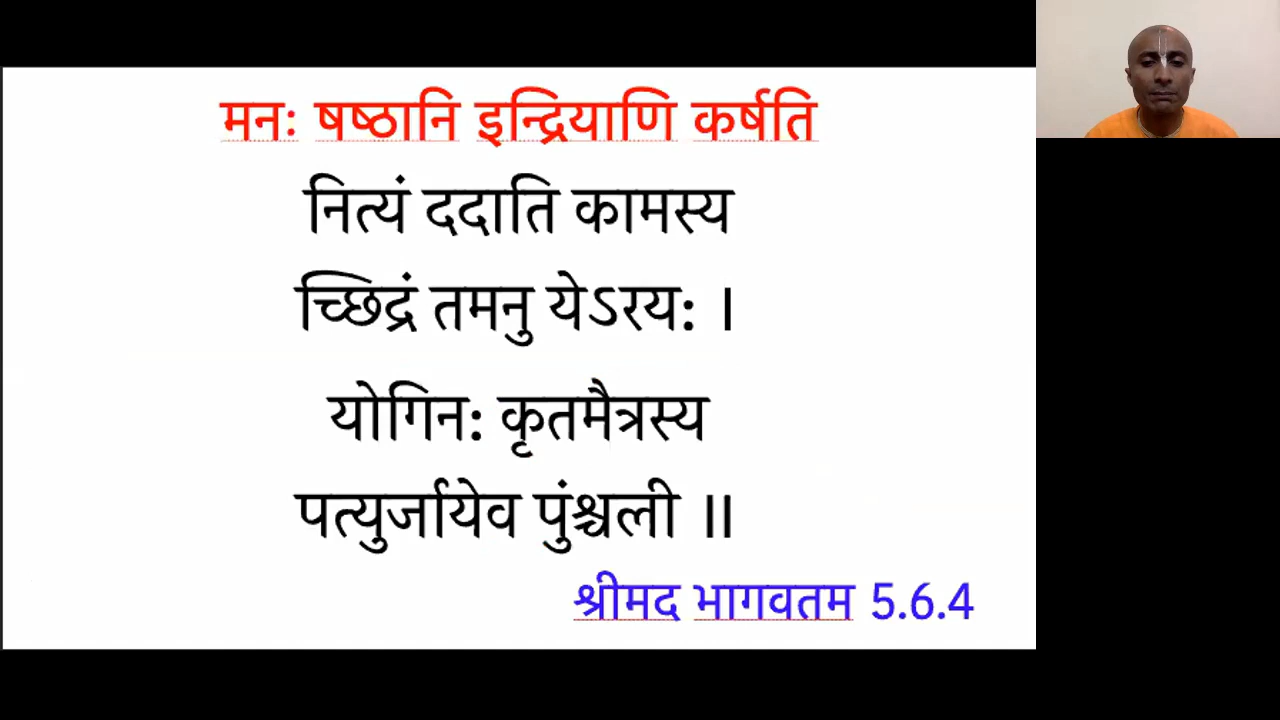 मनः षष्ठानि इन्द्रियाणि कर्षति
नित्यं ददाति कामस्य
च्छिद्रं तमनु येऽरय: ।
योगिन: कृतमैत्रस्य
पत्युर्जायेव पुंश्चली ॥
श्रीमद भागवतम 5.6.4